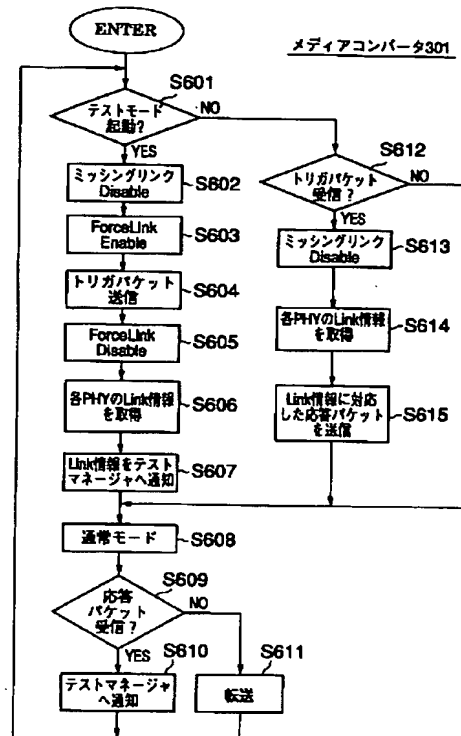 ENTER
メディアコンバータ301
S601
テストモード
起動?
NO
YES
S612
トリガパケット
受信?
NO
YES
ミッシングリンク
Disable
S602
ミッシングリンク
Disable
S613
ForceLink
Enable
S603
トリガパケット
送信
S604
各PHYのLink情報
を取得
S614
ForceLink
Disable
S605
各PHYのLink情報
を取得
S606
Link情報に対応
した応答パケット
を送信
S615
Link情報をテスト
マネージャへ通知
S607
通常モード
S608
S609
応答
パケット
受信?
NO
YES
S610
テストマネージャ
へ通知
S611
転送